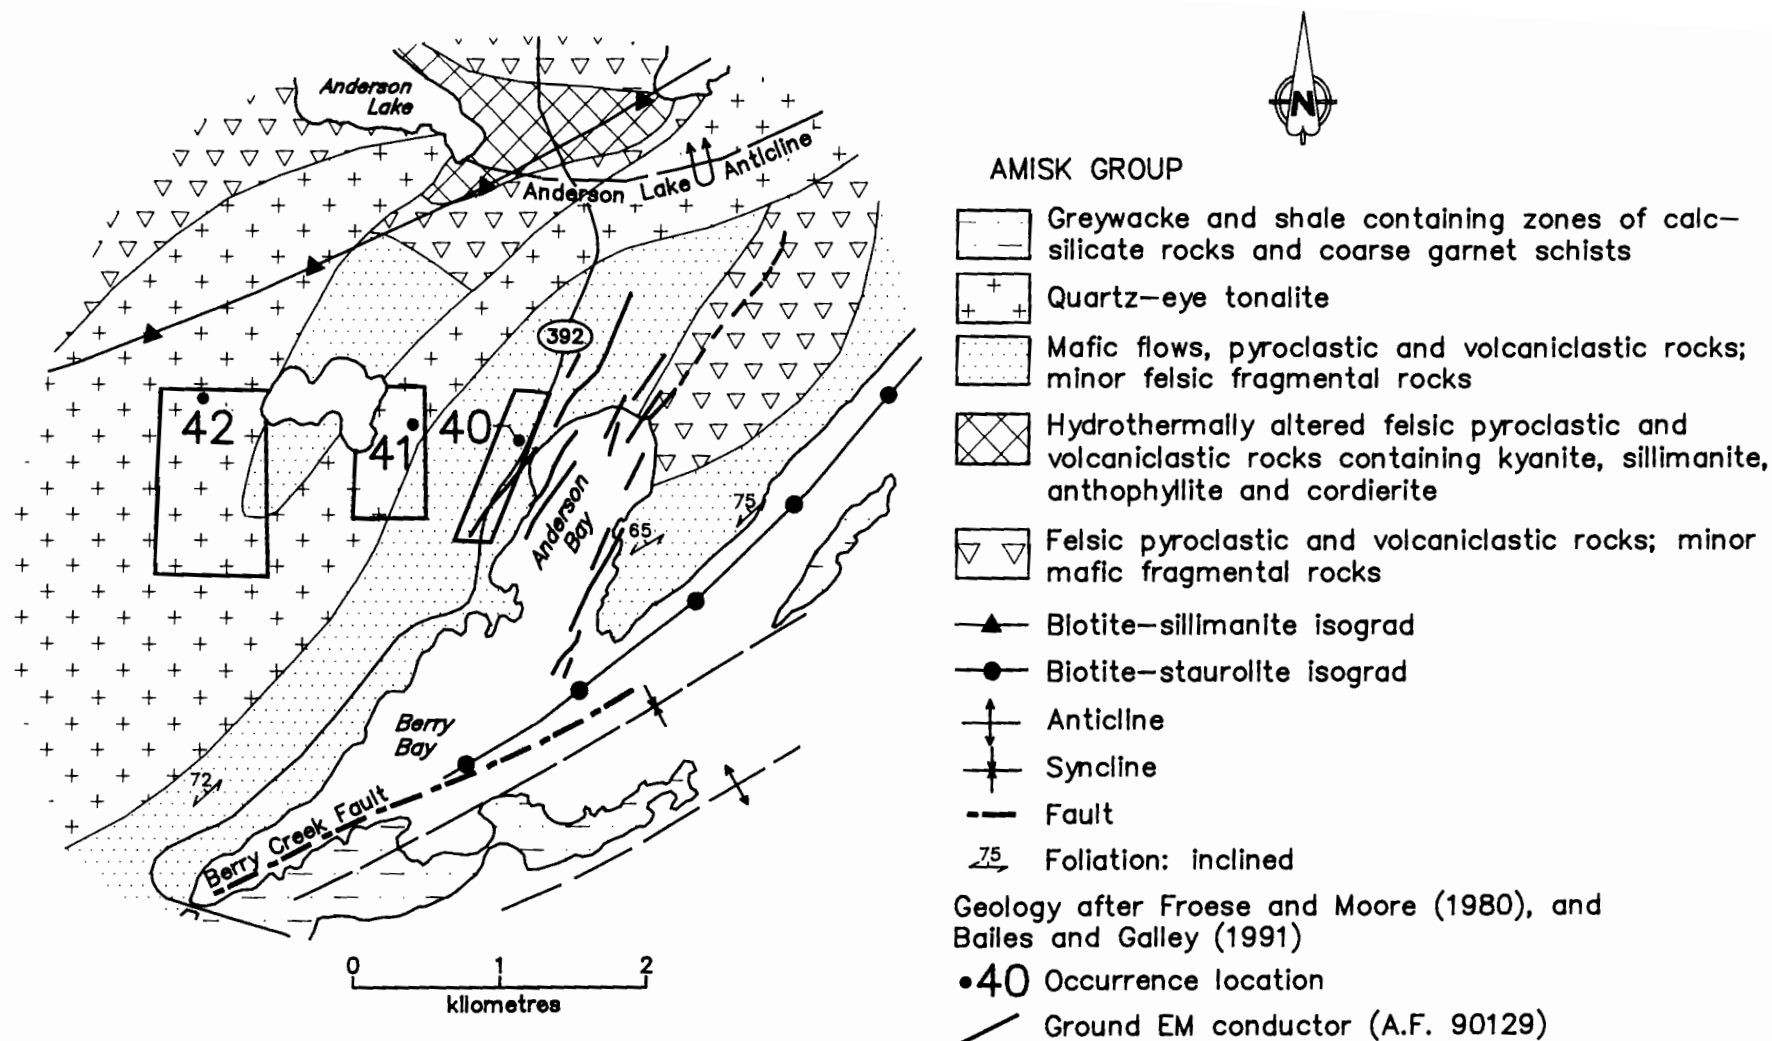 Anderson
Lake
Anderson Lake Anticline
392
42
41
40
Anderson
Bay
75
65
Berry
Bay
72
Berry Creek Fault
0 1 2
kilometres
N
AMISK GROUP
Greywacke and shale containing zones of calc-
silicate rocks and coarse garnet schists
Quartz-eye tonalite
Mafic flows, pyroclastic and volcaniclastic rocks;
minor felsic fragmental rocks
Hydrothermally altered felsic pyroclastic and
volcaniclastic rocks containing kyanite, sillimanite,
anthophyllite and cordierite
Felsic pyroclastic and volcaniclastic rocks; minor
mafic fragmental rocks
Biotite-sillimanite isograd
Biotite-staurolite isograd
Anticline
Syncline
Fault
75 Foliation: inclined
Geology after Froese and Moore (1980), and
Bailes and Galley (1991)
•40 Occurrence location
Ground EM conductor (A.F. 90129)